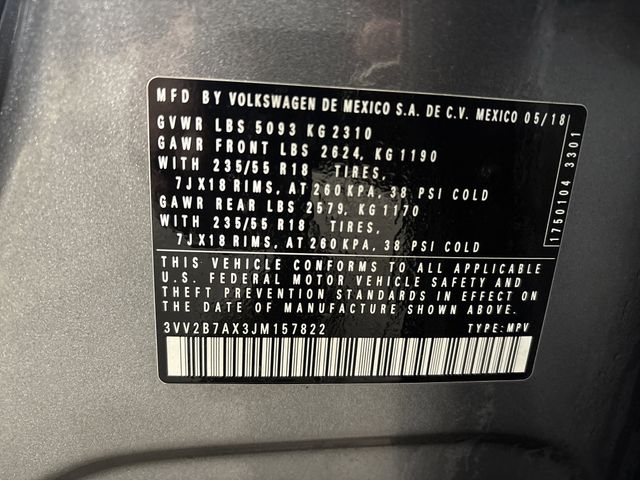 MFD BY VOLKSWAGEN DE MEXICO S.A. DE C.V. MEXICO 05/18
GVWR LBS 5093 KG 2310
GAWR FRONT LBS 2624, KG 1190
WITH 235/55 R18 TIRES,
7JX18 RIMS, AT 260 KPA, 38 PSI COLD
GAWR REAR LBS 2579, KG 1170
WITH 235/55 R18 TIRES,
7JX18 RIMS, AT 260 KPA, 38 PSI COLD
1750104 3301
THIS VEHICLE CONFORMS TO ALL APPLICABLE
U.S. FEDERAL MOTOR VEHICLE SAFETY AND
THEFT PREVENTION STANDARDS IN EFFECT ON
THE DATE OF MANUFACTURE SHOWN ABOVE.
3VV2B7AX3JM157822 TYPE: MPV